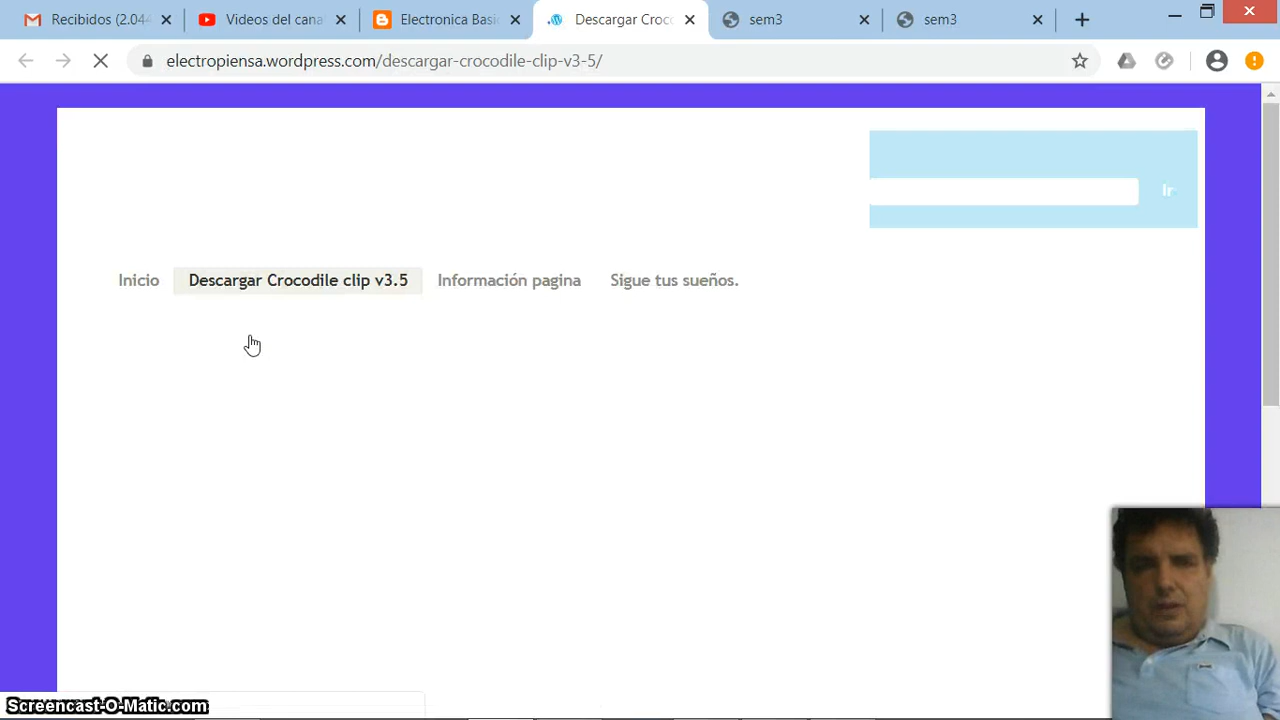 Recibidos (2.044
Videos del cana
Electronica Basi
Descargar Croc
sem3
sem3
electropiensa.wordpress.com/descargar-crocodile-clip-v3-5/
Ir
Inicio
Descargar Crocodile clip v3.5
Información pagina
Sigue tus sueños.
Screencast-O-Matic.com